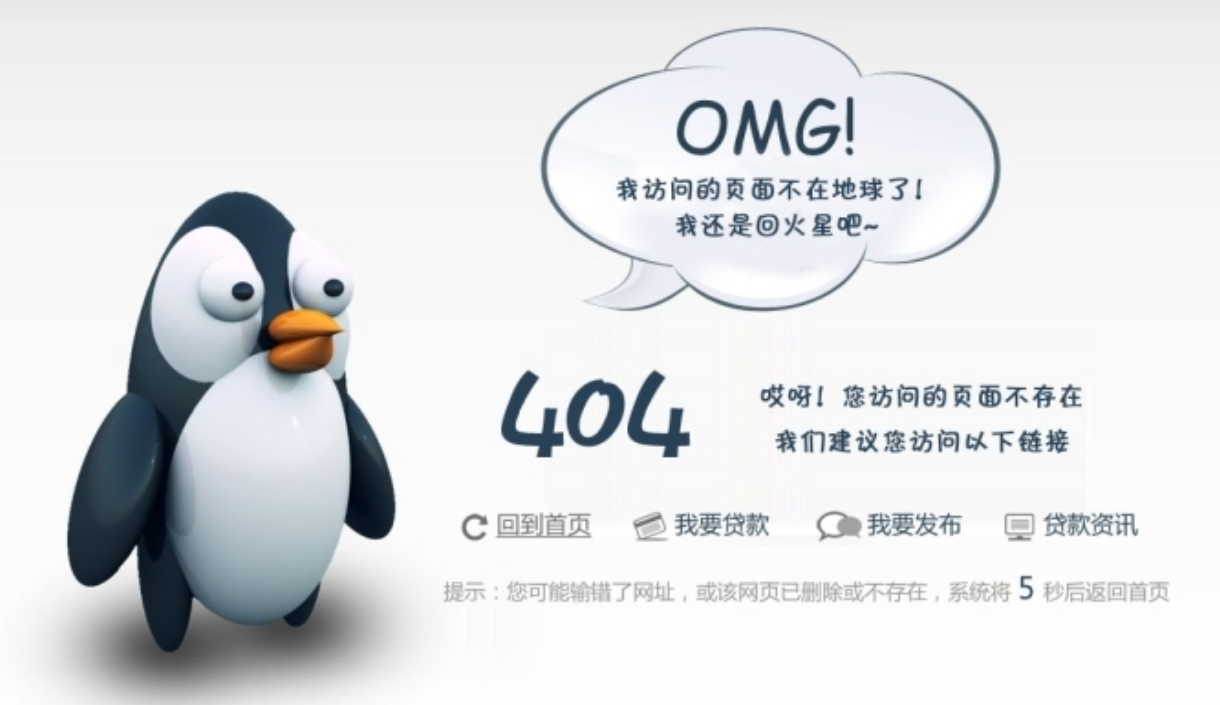 OMG!
我访问的页面不在地球了!
我还是回火星吧~
404
哎呀! 您访问的页面不存在
我们建议您访问以下链接
回到首页 我要贷款 我要发布 贷款资讯
提示:您可能输错了网址,或该网页已删除或不存在,系统将 5 秒后返回首页